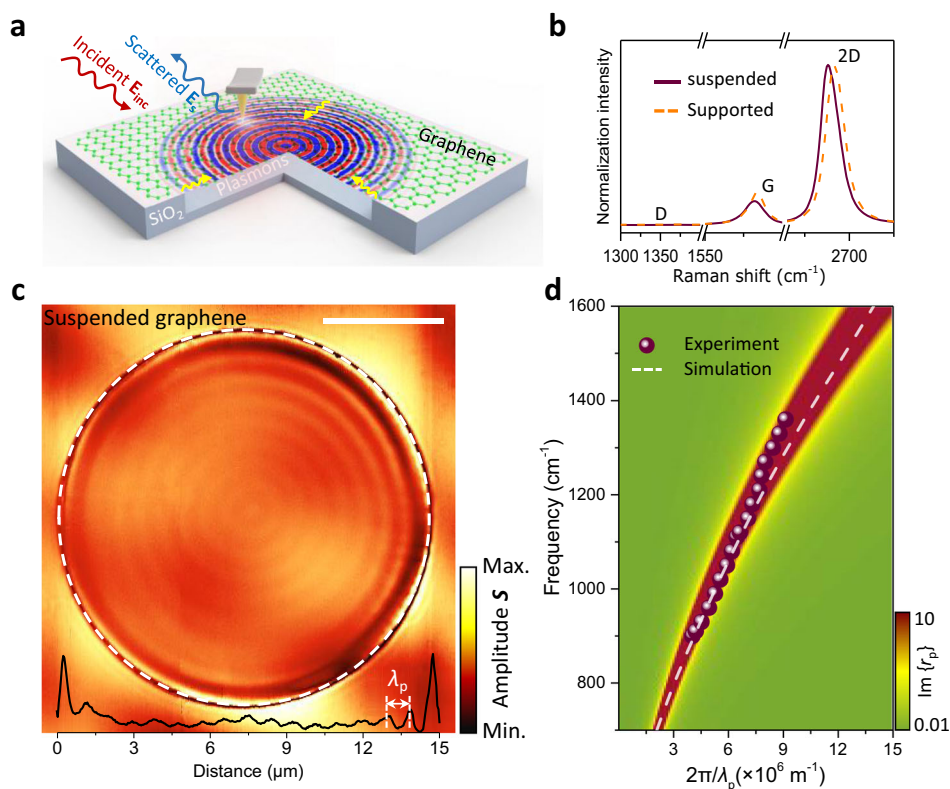 a
Incident E_inc
Scattered E_s
Graphene
Plasmons
SiO₂
b
Normalization intensity
suspended
Supported
2D
G
D
1300 1350 1550 2700
Raman shift (cm⁻¹)
c
Suspended graphene
λ_p
Max.
Amplitude S
Min.
0 3 6 9 13 15
Distance (μm)
d
1600
1400
1200
1000
800
Frequency (cm⁻¹)
Experiment
Simulation
10
Im {r_p}
0.01
3 6 9 12 15
2π/λ_p(×10⁶ m⁻¹)